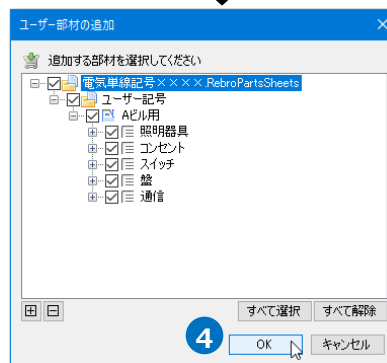 ユーザー部材の追加
追加する部材を選択してください
電気単線記号××××.RebroPartsSheets
ユーザー記号
Aビル用
照明器具
コンセント
スイッチ
盤
通信
すべて選択 すべて解除
4 OK キャンセル